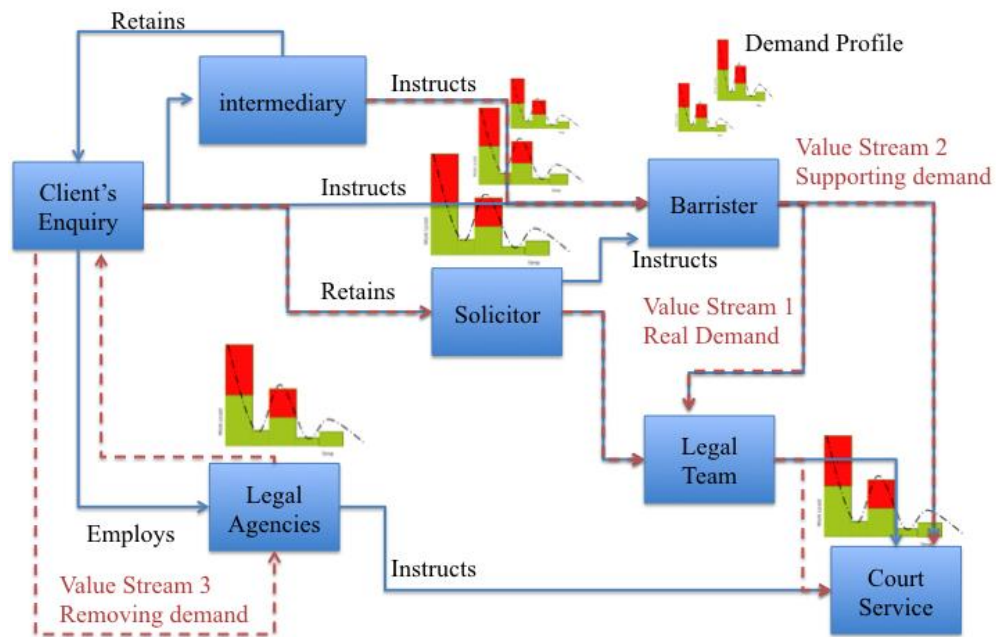 Retains
Demand Profile
intermediary
Instructs
Value Stream 2
Supporting demand
Client's
Enquiry
Instructs
Barrister
Instructs
Retains
Solicitor
Value Stream 1
Real Demand
Legal
Team
Legal
Agencies
Employs
Instructs
Value Stream 3
Removing demand
Court
Service